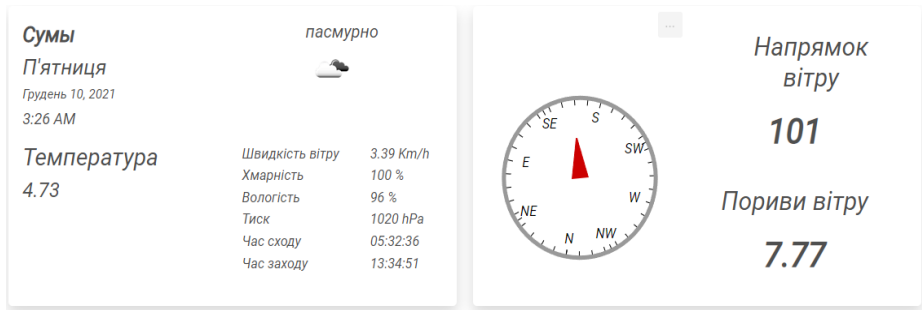 Сумы
П'ятниця
Грудень 10, 2021
3:26 AM
Температура
4.73
пасмурно
Швидкість вітру 3.39 Km/h
Хмарність 100 %
Вологість 96 %
Тиск 1020 hPa
Час сходу 05:32:36
Час заходу 13:34:51
...
SE S
SW
E
W
NE
N NW
Напрямок
вітру
101
Пориви вітру
7.77